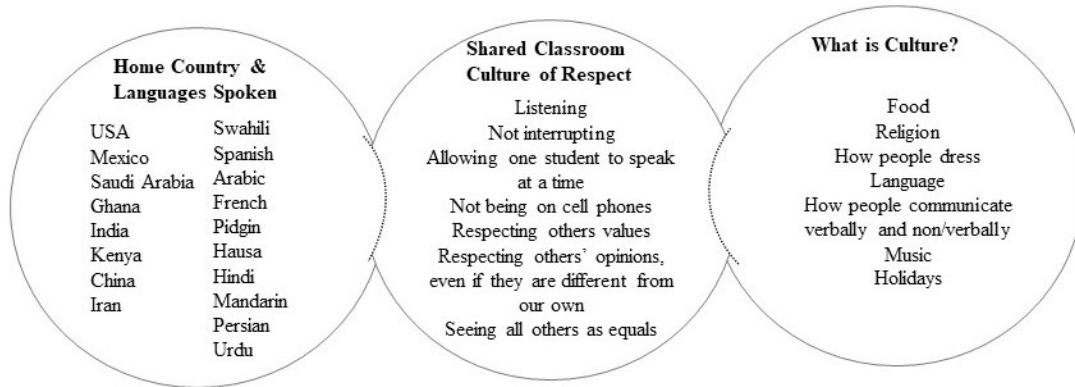 Home Country &
Languages Spoken
USA
Mexico
Saudi Arabia
Ghana
India
Kenya
China
Iran
Swahili
Spanish
Arabic
French
Pidgin
Hausa
Hindi
Mandarin
Persian
Urdu
Shared Classroom
Culture of Respect
Listening
Not interrupting
Allowing one student to speak
at a time
Not being on cell phones
Respecting others values
Respecting others’ opinions,
even if they are different from
our own
Seeing all others as equals
What is Culture?
Food
Religion
How people dress
Language
How people communicate
verbally and non/verbally
Music
Holidays